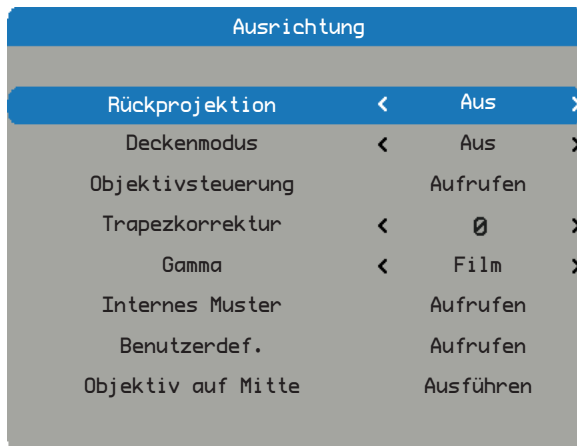 Ausrichtung
Rückprojektion < Aus >
Deckenmodus < Aus >
Objektivsteuerung Aufrufen
Trapezkorrektur < 0 >
Gamma < Film >
Internes Muster Aufrufen
Benutzerdef. Aufrufen
Objektiv auf Mitte Ausführen